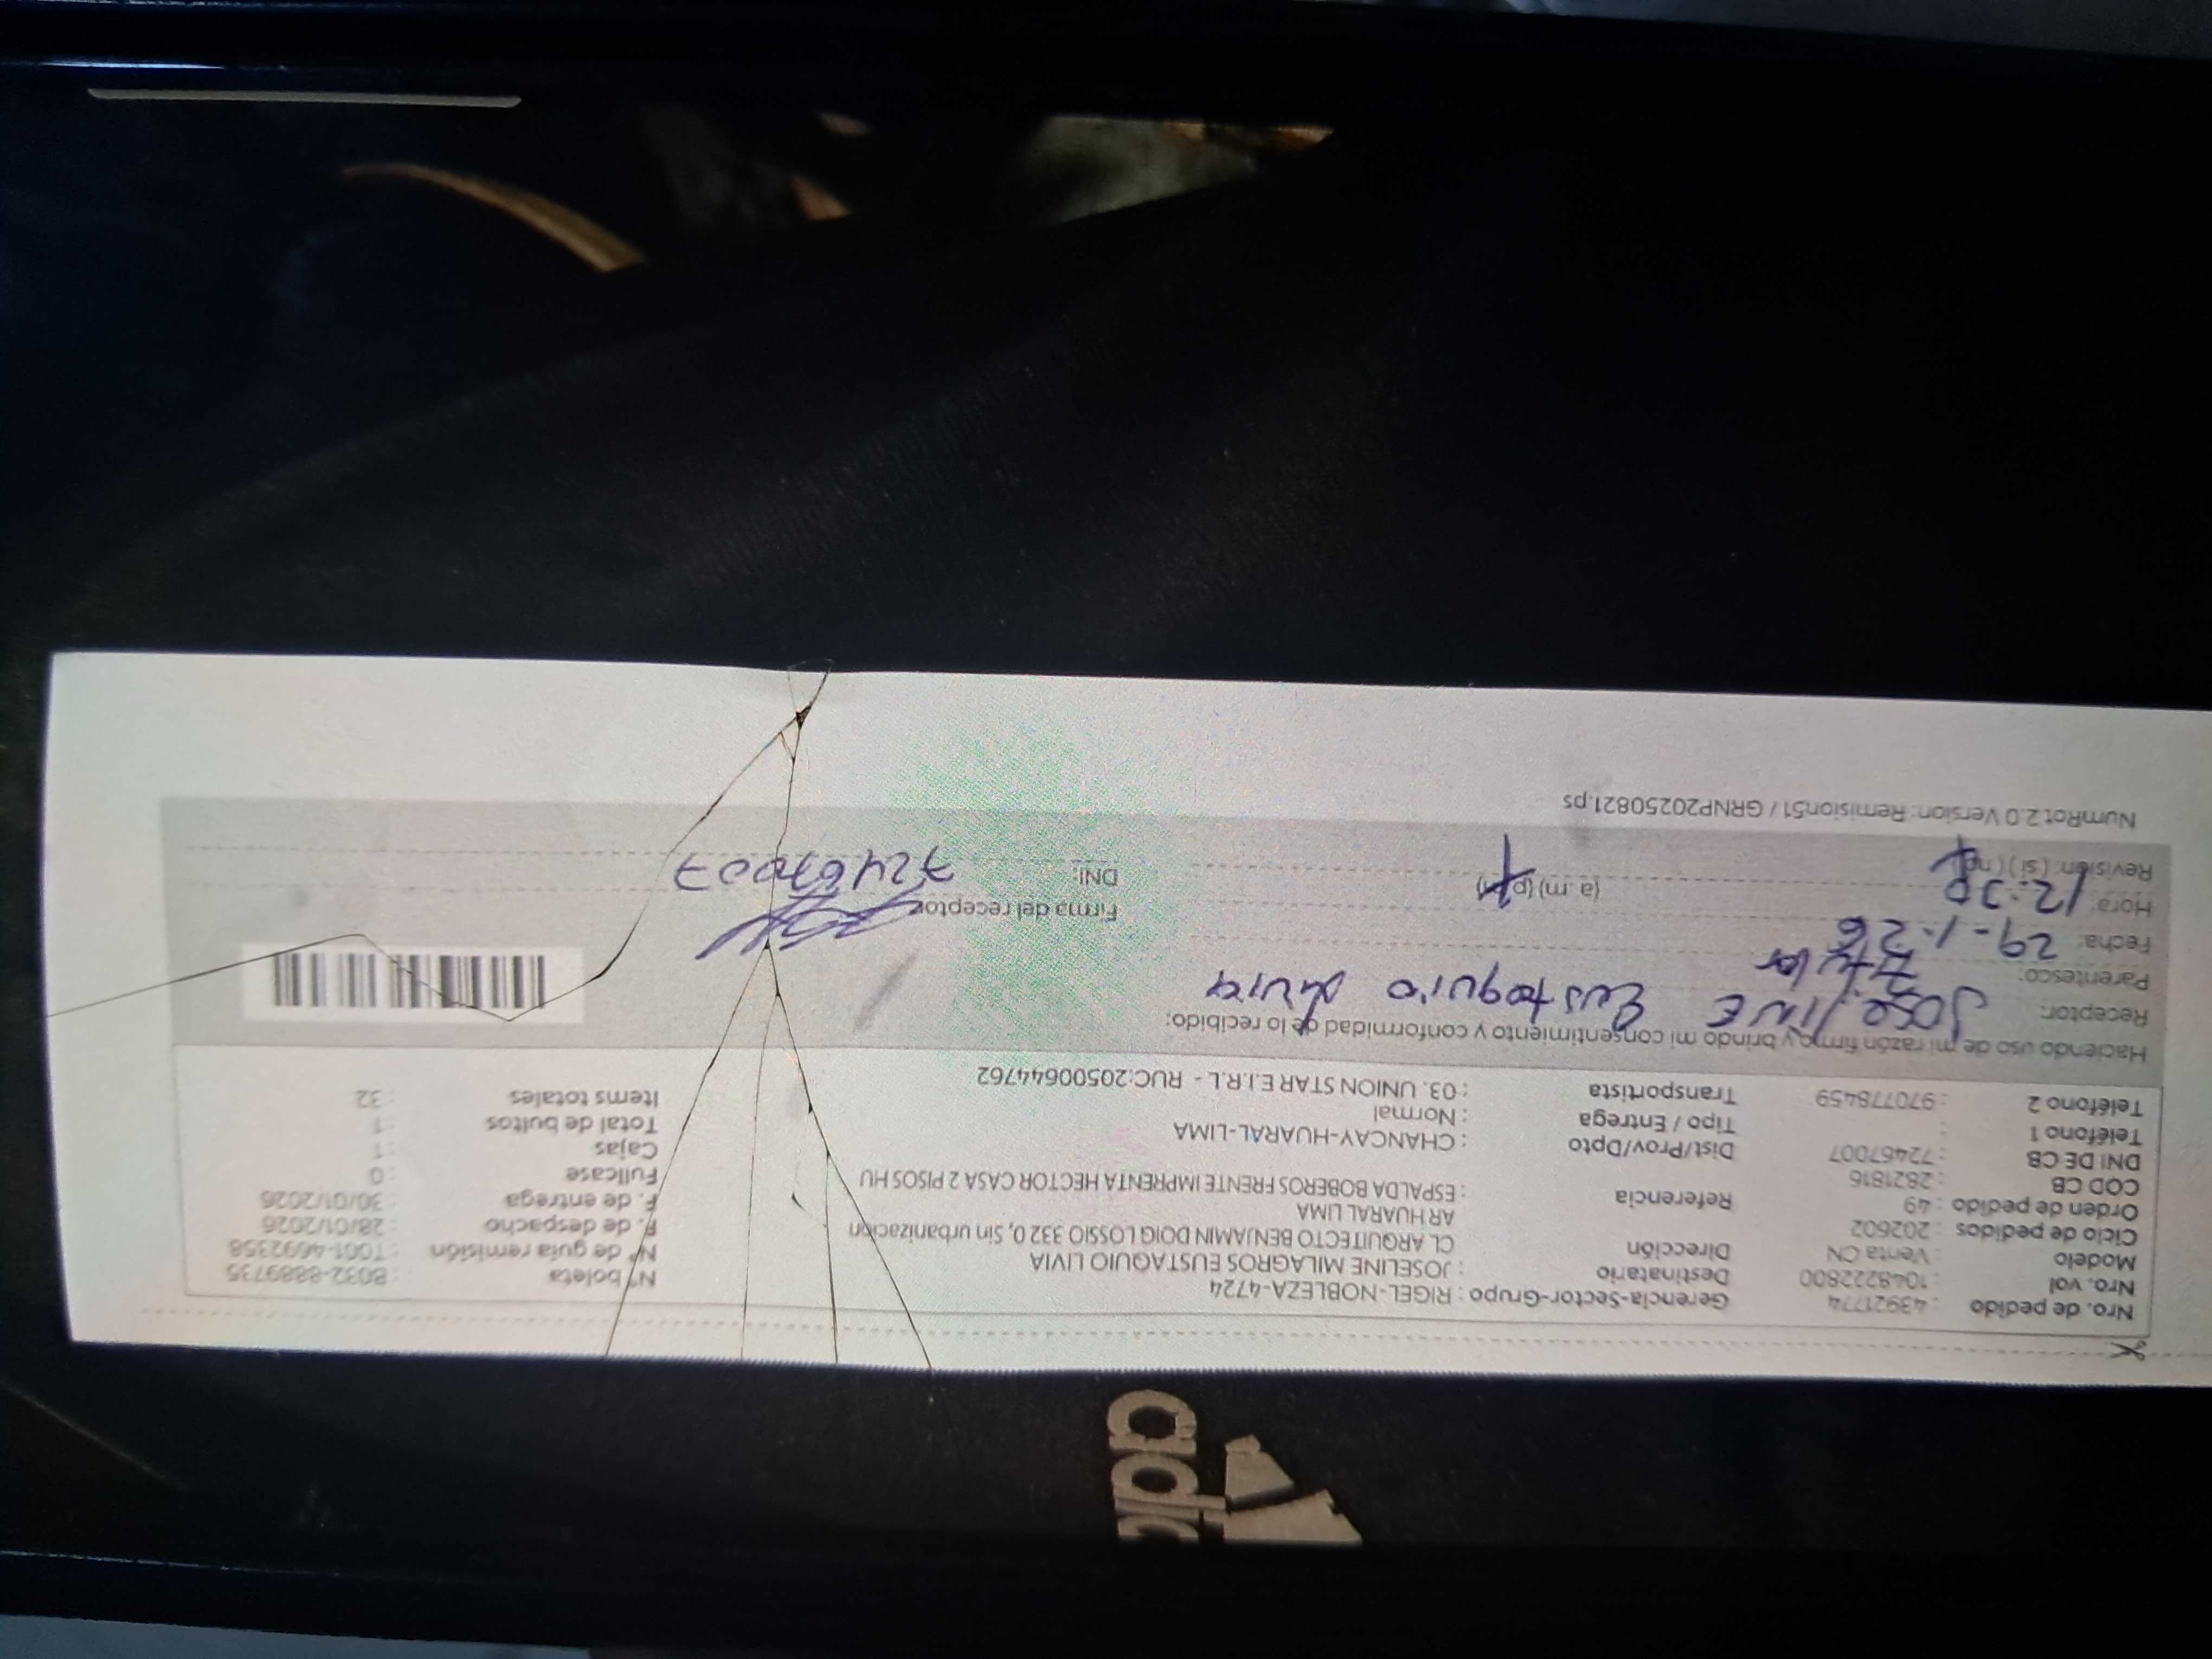 Nro. de pedido : 43921774 Gerencia-Sector-Grupo : RIGEL-NOBLEZA-4724 N° boleta : B032-8889735
Nro. vol : 1048222800 Destinatario : JOSELINE MILAGROS EUSTAQUIO LIVIA N° de guía remisión : T001-4692358
Modelo : Venta CN Dirección CL ARQUITECTO BENJAMIN DOIG LOSSIO 332 0, Sin urbanizacion F. de despacho : 28/01/2026
Ciclo de pedidos : 202602 AR HUARAL LIMA F. de entrega : 30/01/2026
Orden de pedido : 49 Referencia : ESPALDA BOBEROS FRENTE IMPRENTA HECTOR CASA 2 PISOS HU Fullcase : 0
COD CB : 2821816 Dist/Prov/Dpto : CHANCAY-HUARAL-LIMA Cajas : 1
DNI DE CB : 72467007 Tipo / Entrega : Normal Total de bultos : 1
Teléfono 1 : Transportista : 03. UNION STAR E.I.R.L - RUC:20500644762 Items totales : 32
Teléfono 2 : 970778459
Haciendo uso de mi razón firmo y brindo mi consentimiento y conformidad de lo recibido:
Receptor: Joseline Eustaquio Livia
Parentesco: Titular
Fecha: 29-1-26
Hora: 12:30 (a.m) (p.m) Firma del receptor
Revisión: (si) (no) DNI: 72467007
NumRot 2.0 Version: Remision51 / GRNP20250821.ps